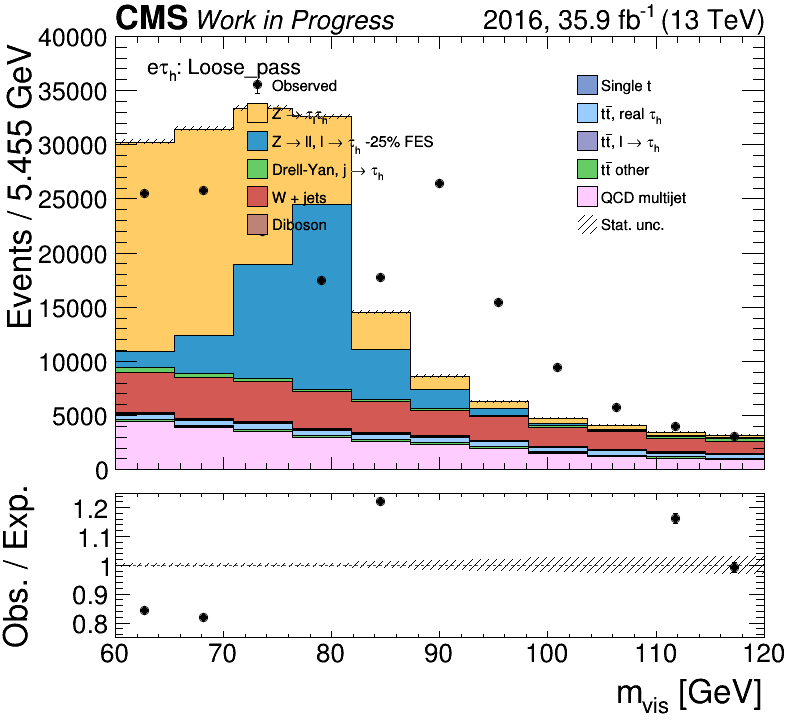 CMS Work in Progress 2016, 35.9 fb⁻¹ (13 TeV)
Events / 5.455 GeV
40000
35000
30000
25000
20000
15000
10000
5000
0
eτh: Loose_pass
Observed
Z → τlτh
Z → ll, l → τh -25% FES
Drell-Yan, j → τh
W + jets
Diboson
Single t
tt̄, real τh
tt̄, l → τh
tt̄ other
QCD multijet
Stat. unc.
Obs. / Exp.
1.2
1.1
1
0.9
0.8
60 70 80 90 100 110 120
mvis [GeV]